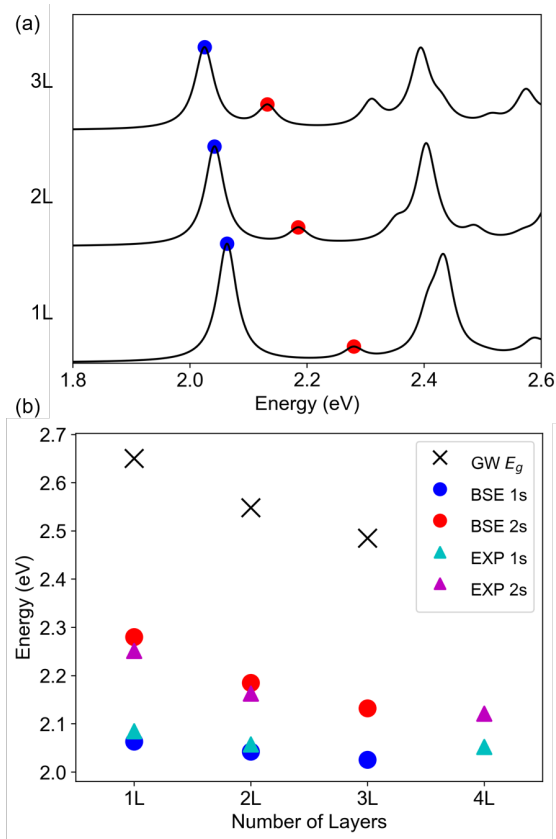 (a)
3L
2L
1L
1.8 2.0 2.2 2.4 2.6
Energy (eV)
(b)
2.7
2.6
2.5
2.4
2.3
2.2
2.1
2.0
Energy (eV)
GW E_g
BSE 1s
BSE 2s
EXP 1s
EXP 2s
1L 2L 3L 4L
Number of Layers